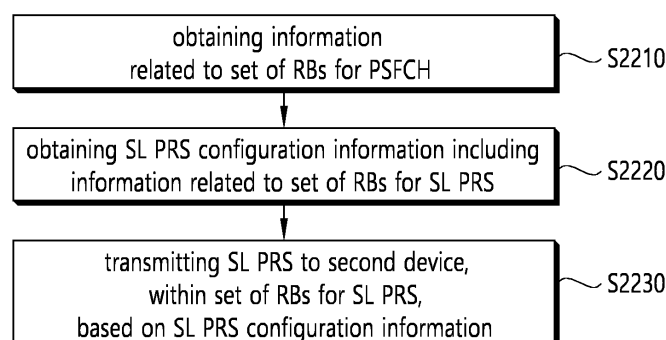 obtaining information
related to set of RBs for PSFCH
S2210
obtaining SL PRS configuration information including
information related to set of RBs for SL PRS
S2220
transmitting SL PRS to second device,
within set of RBs for SL PRS,
based on SL PRS configuration information
S2230